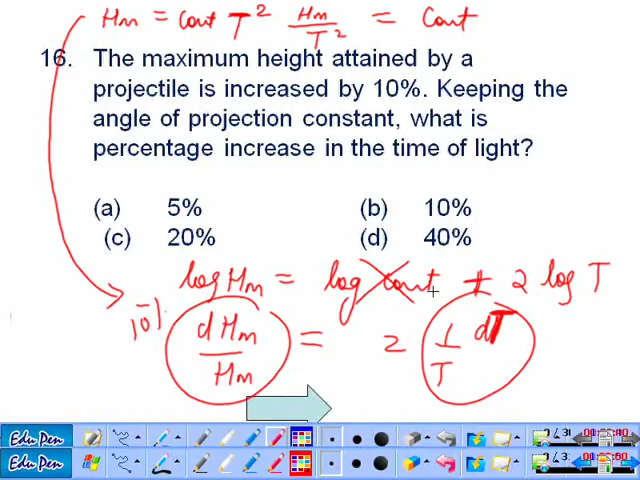 Hm = cont T² Hm/T² = Cont
16. The maximum height attained by a
projectile is increased by 10%. Keeping the
angle of projection constant, what is
percentage increase in the time of light?
(a) 5% (b) 10%
(c) 20% (d) 40%
log Hm = log cont + 2 log T
10% dHm/Hm = 2 1/T dT
Edu Pen
Edu Pen